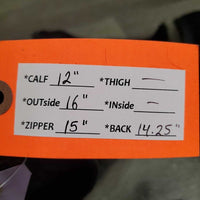 *CALF 12" *THIGH —
*OUTside 16" *INside -
*ZIPPER 15" *BACK 14.25"